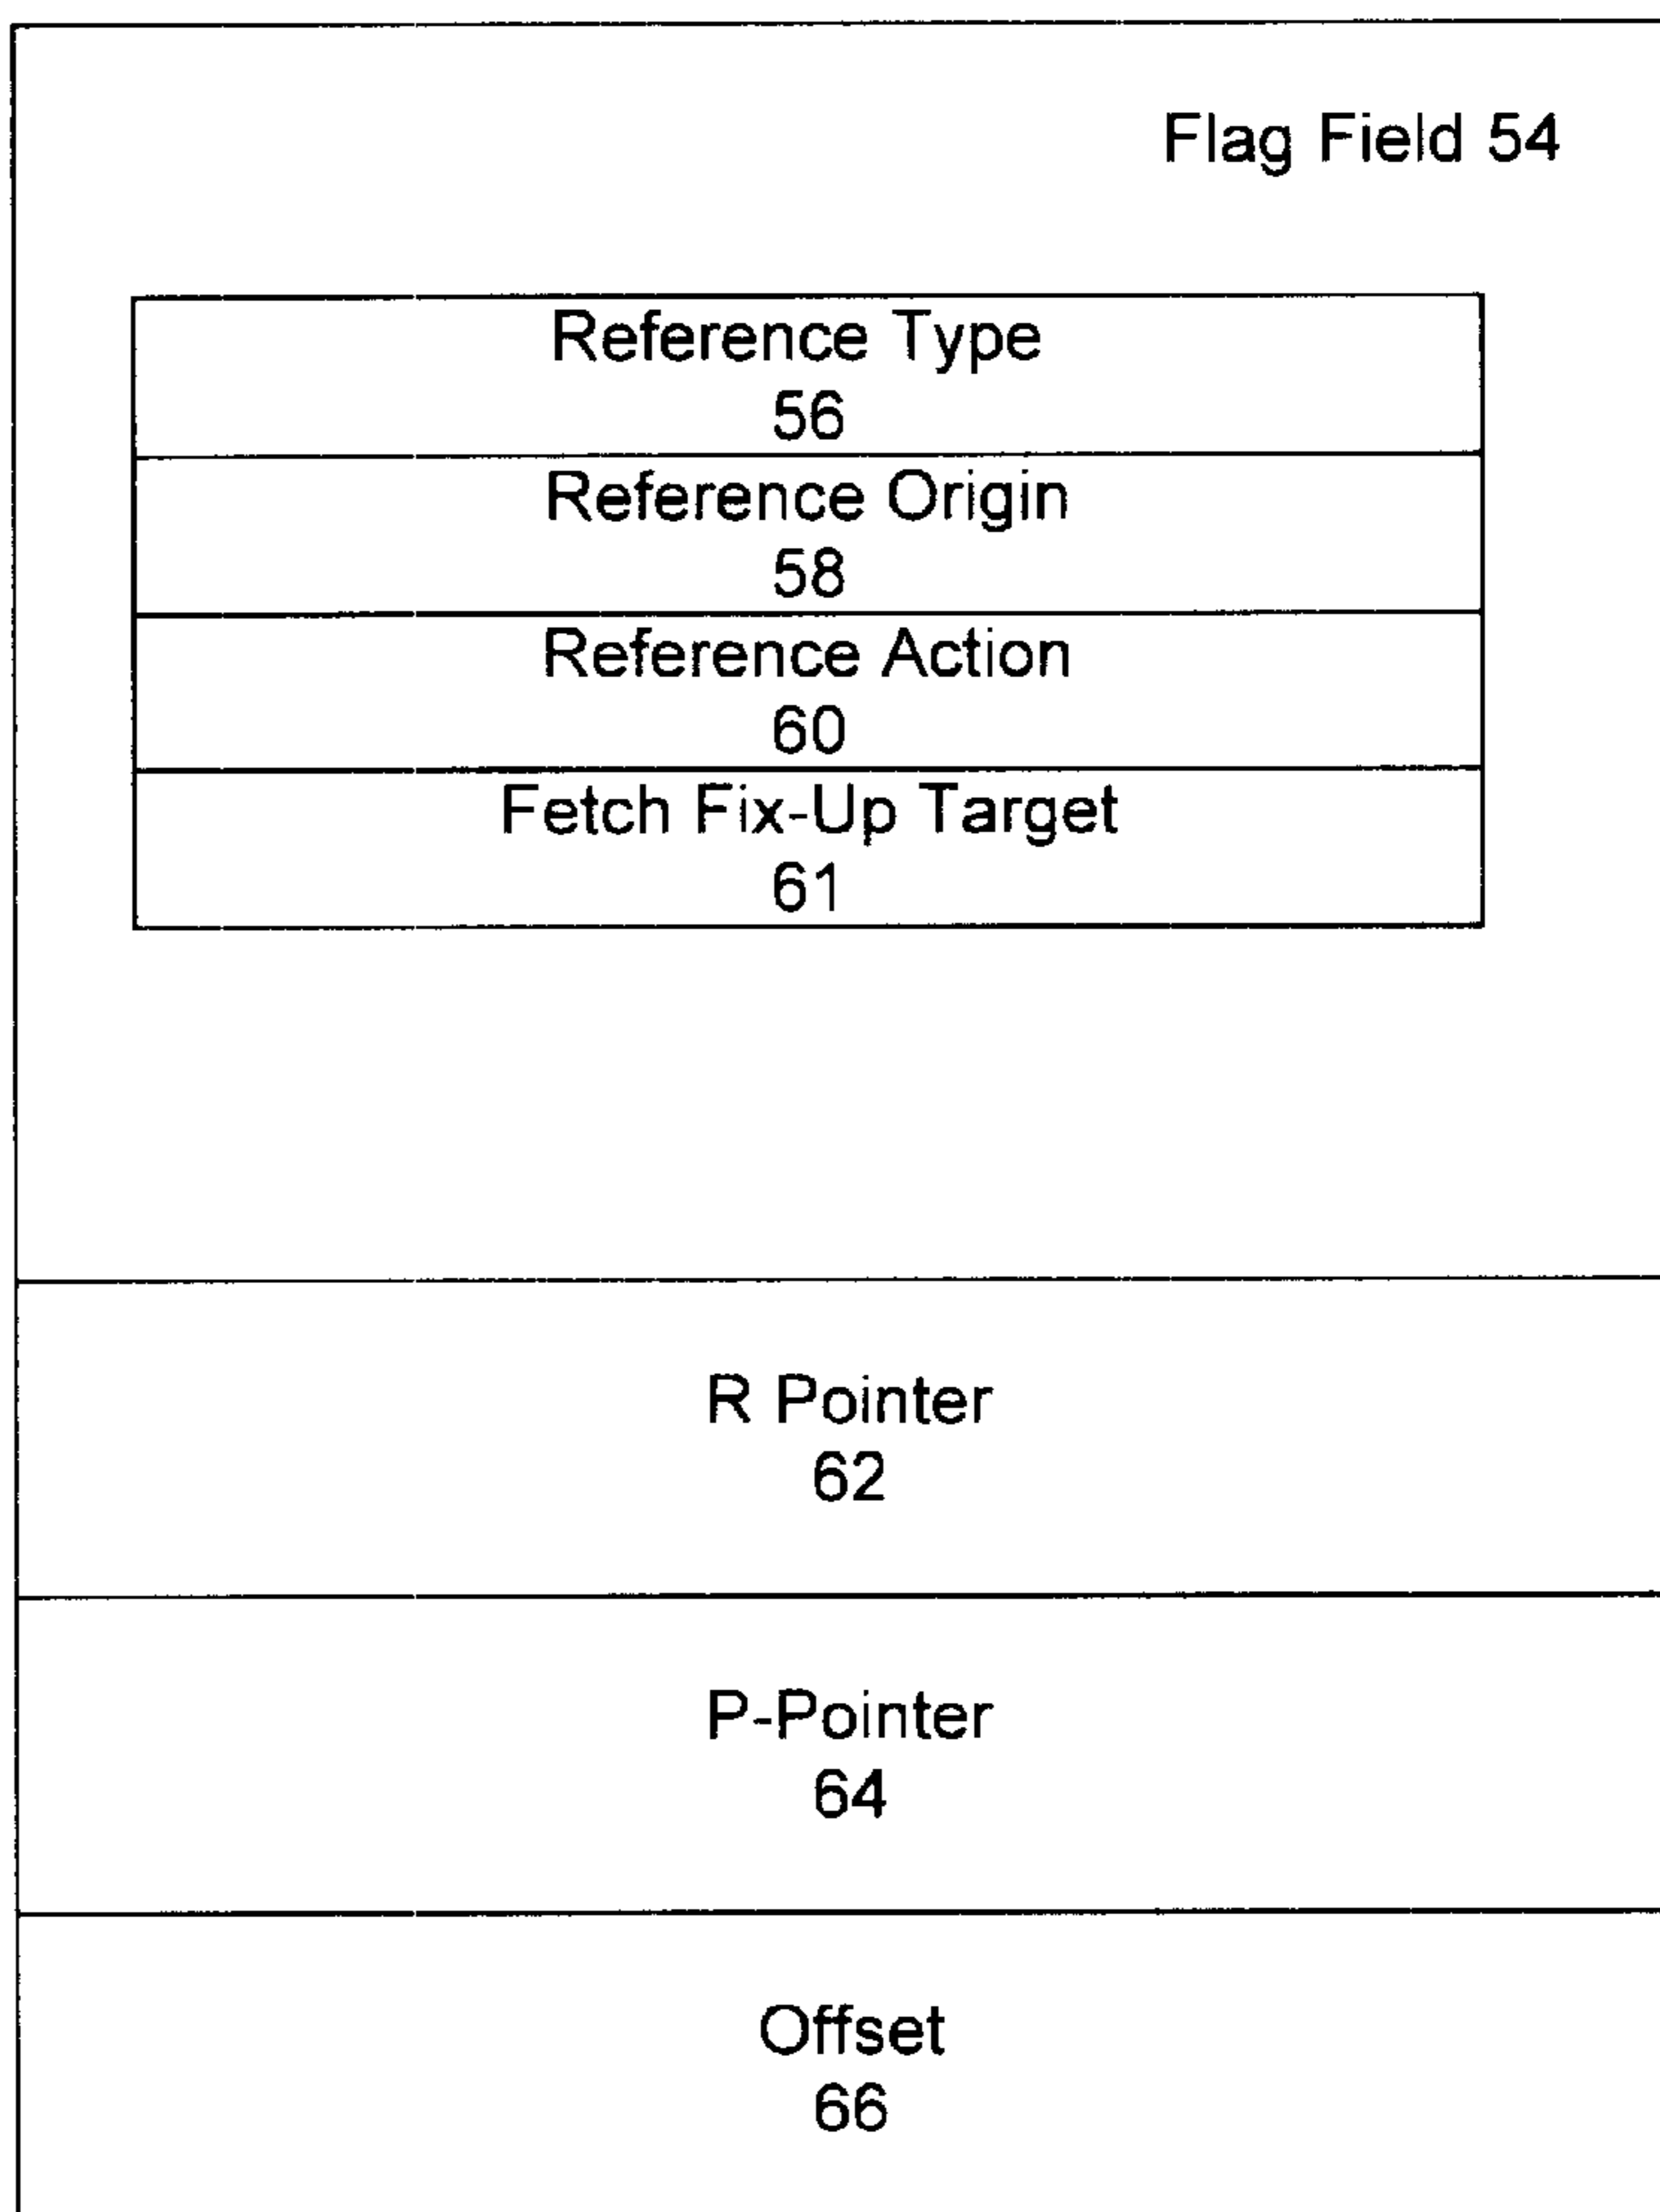 Flag Field 54
Reference Type
56
Reference Origin
58
Reference Action
60
Fetch Fix-Up Target
61
R Pointer
62
P-Pointer
64
Offset
66